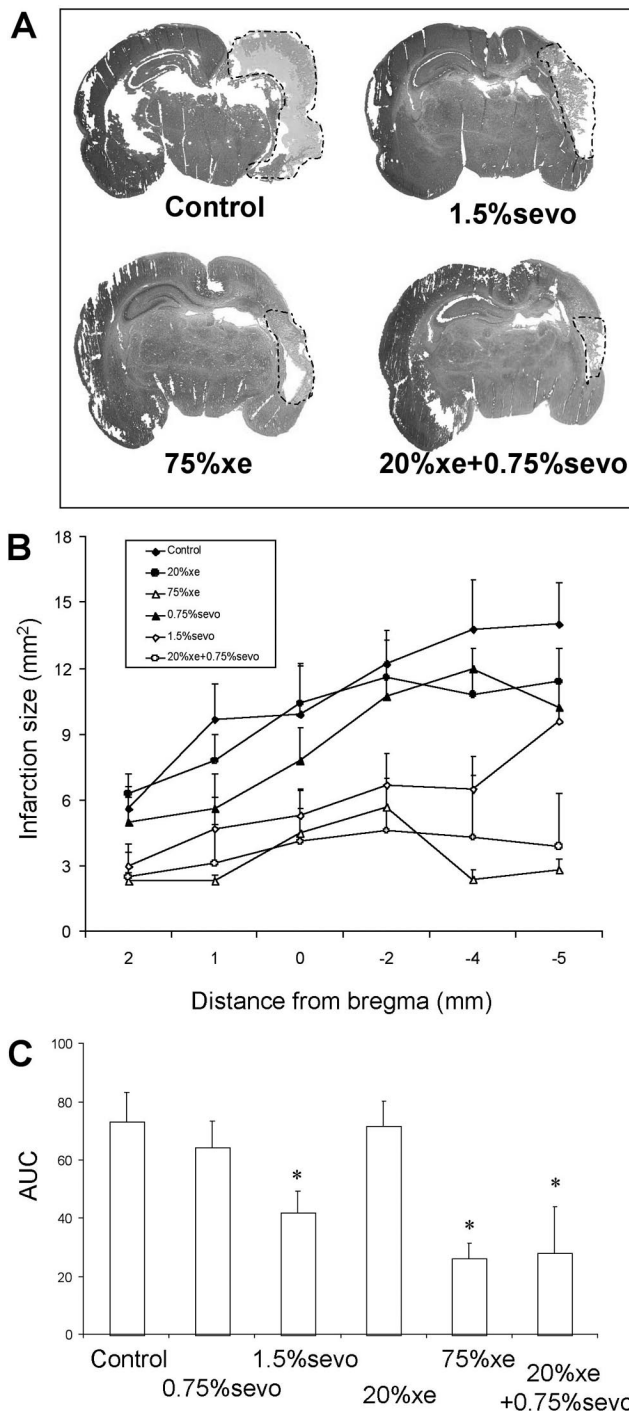 A
Control
1.5%sevo
75%xe
20%xe+0.75%sevo
B
Control
20%xe
75%xe
0.75%sevo
1.5%sevo
20%xe+0.75%sevo
18
15
12
9
6
3
0
Infarction size (mm²)
2 1 0 -2 -4 -5
Distance from bregma (mm)
C
100
80
60
40
20
0
AUC
* * *
Control 1.5%sevo 75%xe 20%xe
0.75%sevo 20%xe +0.75%sevo